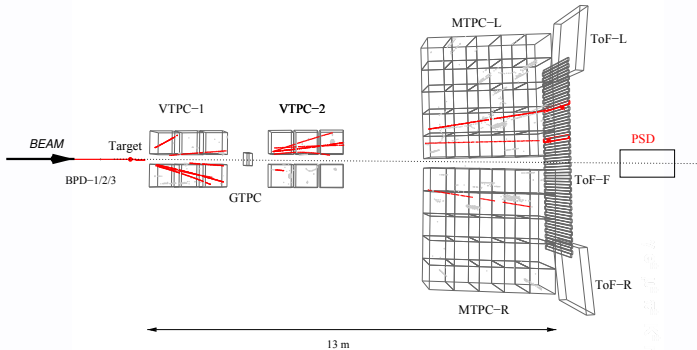 MTPC−L
ToF−L
VTPC−1
VTPC−2
BEAM
Target
PSD
BPD−1/2/3
GTPC
ToF−F
MTPC−R
ToF−R
13 m